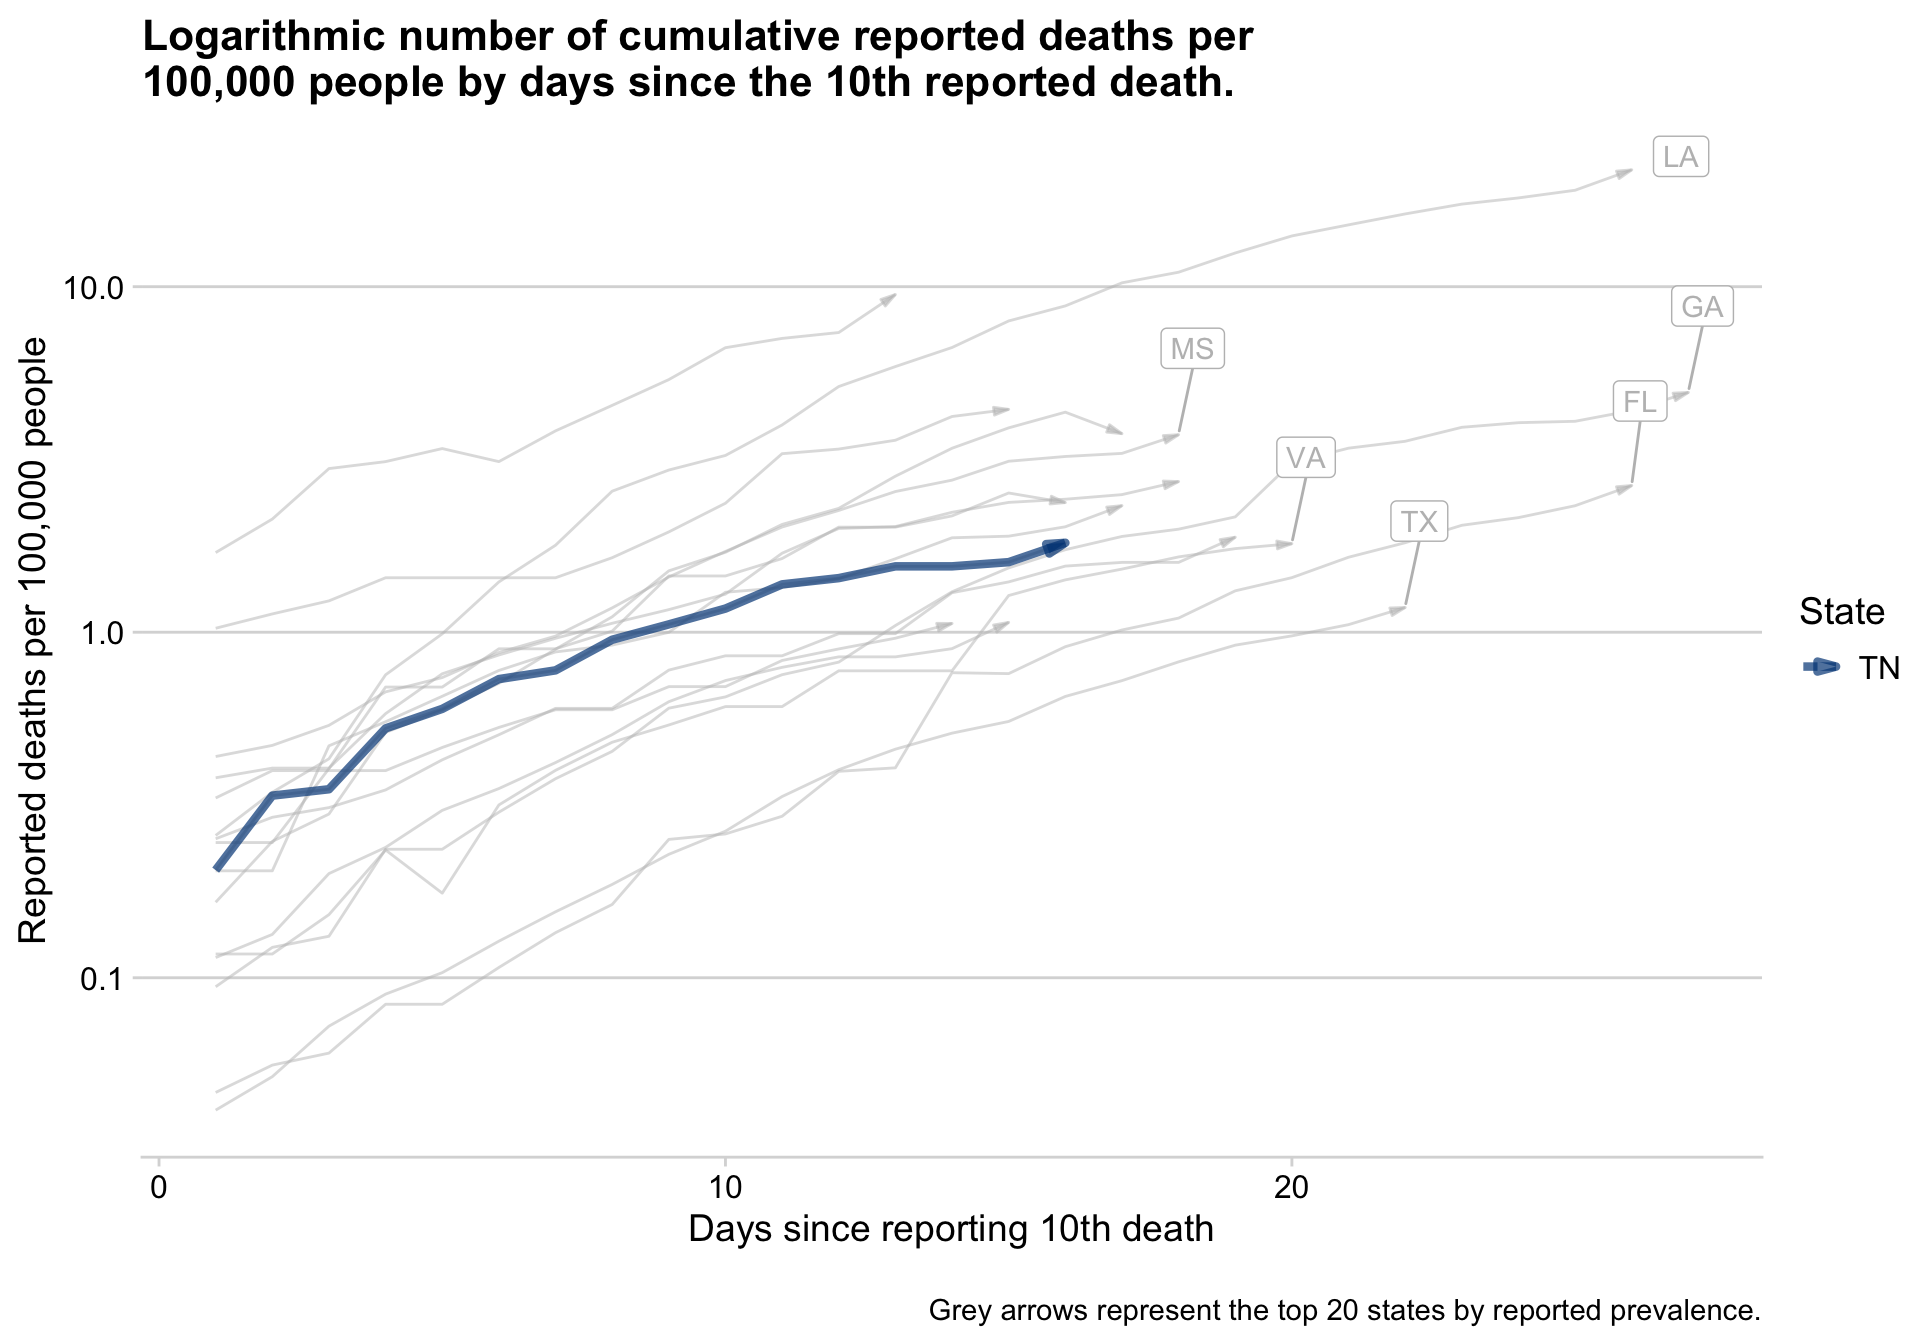 Logarithmic number of cumulative reported deaths per
100,000 people by days since the 10th reported death.
LA
10.0
GA
MS
FL
VA
TX
Reported deaths per 100,000 people
1.0
State
TN
0.1
0
10
20
Days since reporting 10th death
Grey arrows represent the top 20 states by reported prevalence.